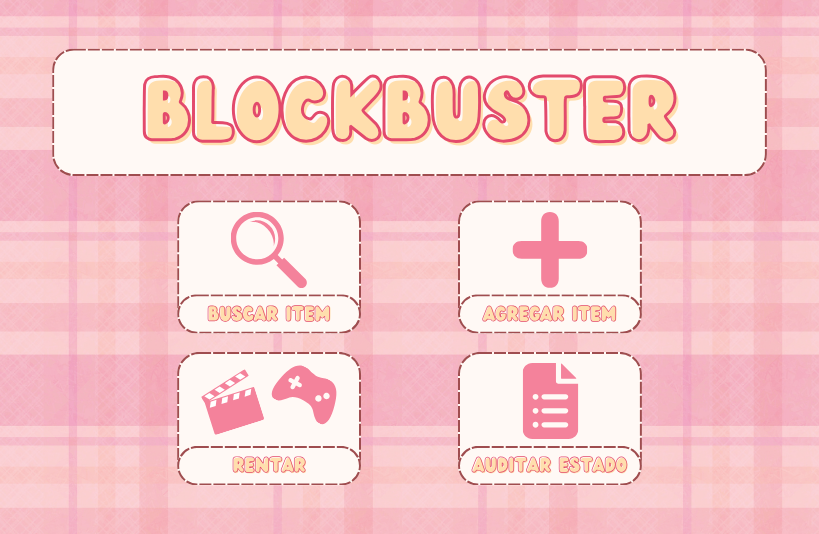 BLOCKBUSTER
BUSCAR ITEM
AGREGAR ITEM
RENTAR
AUDITAR ESTADO